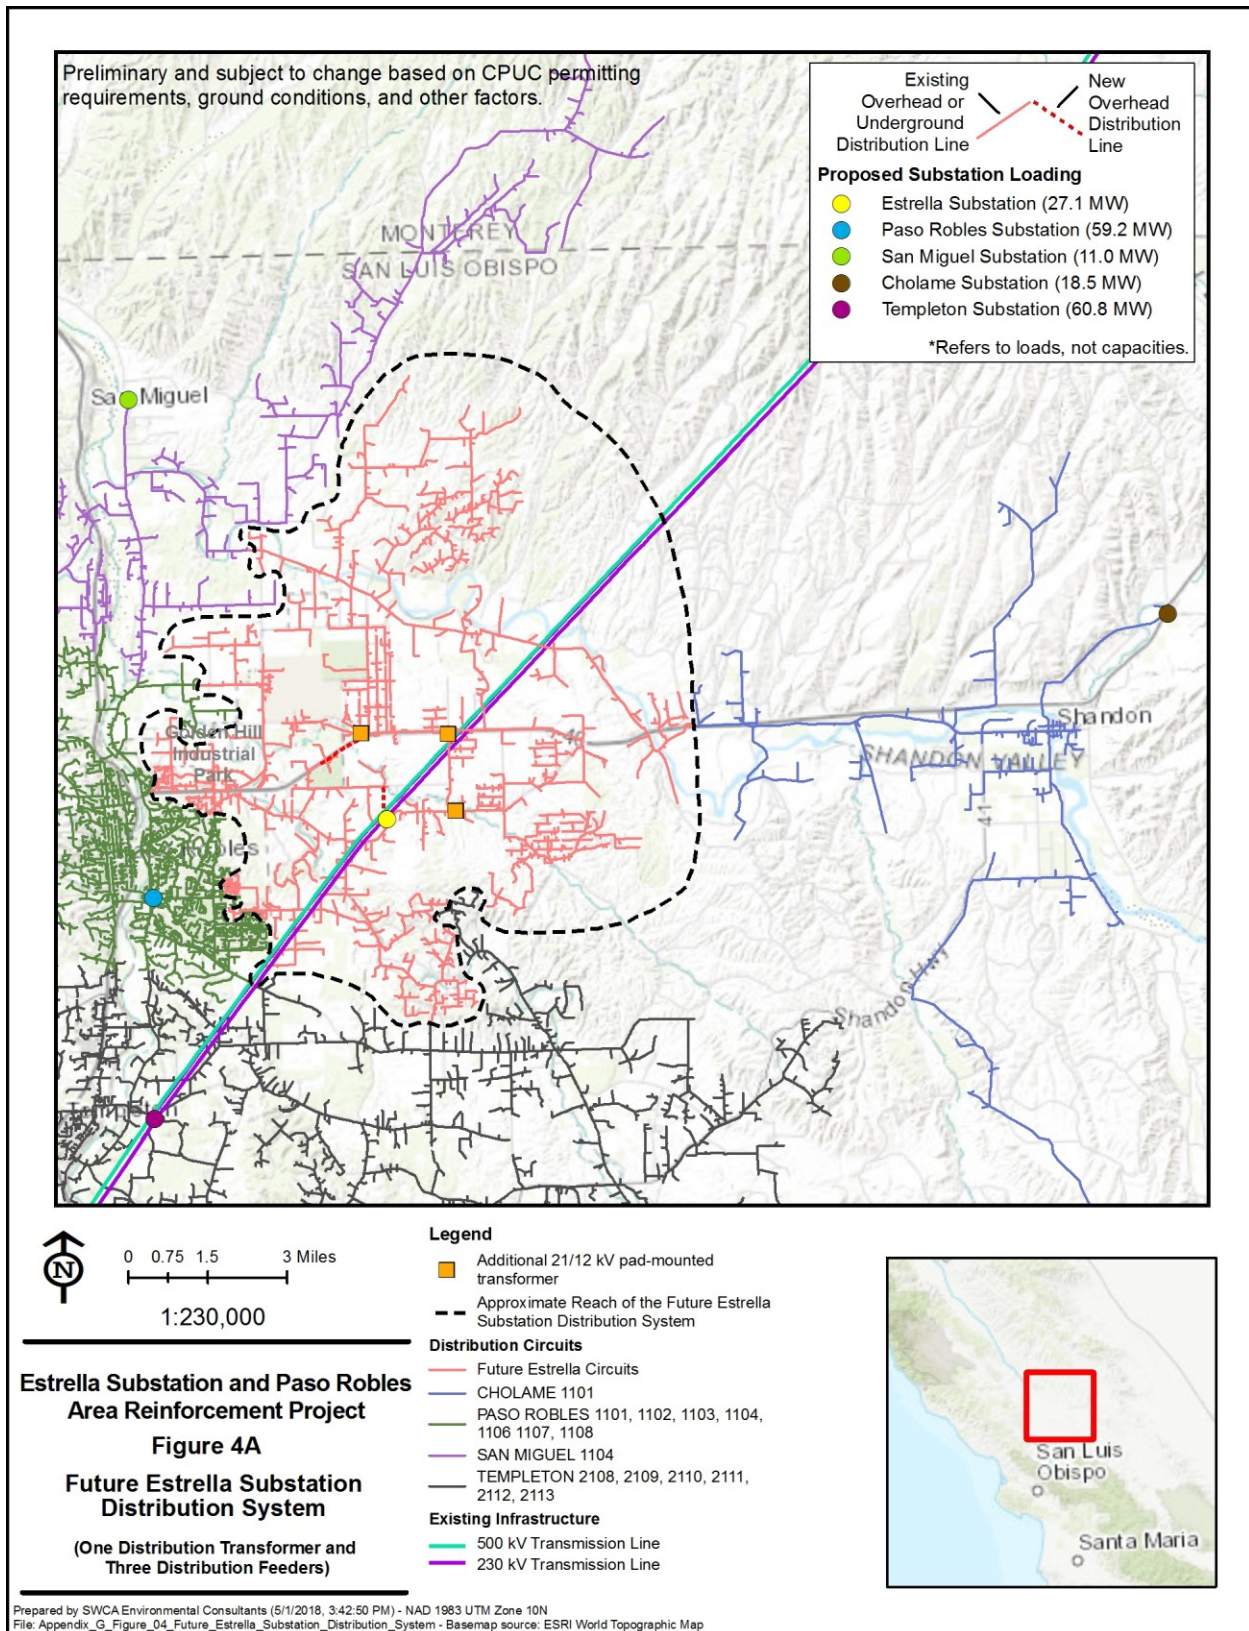 Preliminary and subject to change based on CPUC permitting
requirements, ground conditions, and other factors.
Existing
Overhead or
Underground
Distribution Line
New
Overhead
Distribution
Line
Proposed Substation Loading
Estrella Substation (27.1 MW)
Paso Robles Substation (59.2 MW)
San Miguel Substation (11.0 MW)
Cholame Substation (18.5 MW)
Templeton Substation (60.8 MW)
*Refers to loads, not capacities.
MONTEREY
SAN LUIS OBISPO
San Miguel
Golden Hill
Industrial
Park
46
Shandon
SHANDON VALLEY
41
Robles
Shandon Hwy
Templeton
N
0 0.75 1.5 3 Miles
1:230,000
Estrella Substation and Paso Robles
Area Reinforcement Project
Figure 4A
Future Estrella Substation
Distribution System
(One Distribution Transformer and
Three Distribution Feeders)
Legend
Additional 21/12 kV pad-mounted
transformer
Approximate Reach of the Future Estrella
Substation Distribution System
Distribution Circuits
Future Estrella Circuits
CHOLAME 1101
PASO ROBLES 1101, 1102, 1103, 1104,
1106 1107, 1108
SAN MIGUEL 1104
TEMPLETON 2108, 2109, 2110, 2111,
2112, 2113
Existing Infrastructure
500 kV Transmission Line
230 kV Transmission Line
San Luis
Obispo
Santa Maria
Prepared by SWCA Environmental Consultants (5/1/2018, 3:42:50 PM) - NAD 1983 UTM Zone 10N
File: Appendix_G_Figure_04_Future_Estrella_Substation_Distribution_System - Basemap source: ESRI World Topographic Map